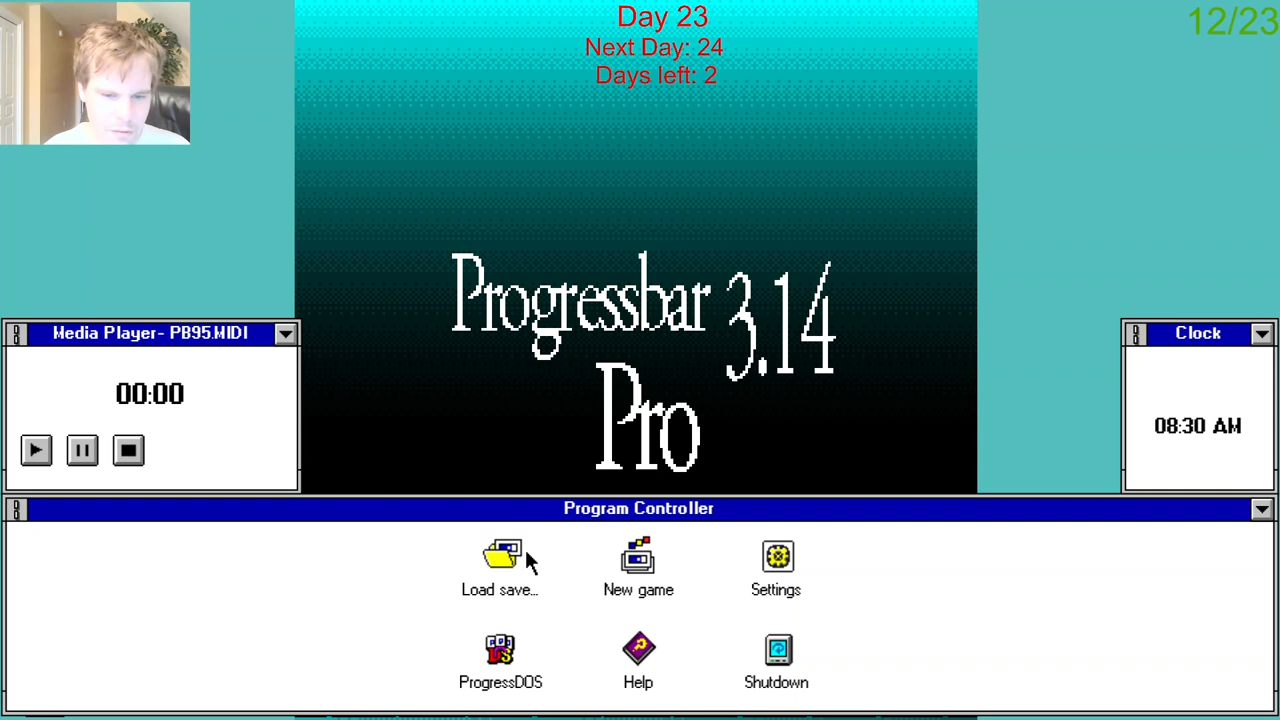 Day 23
Next Day: 24
Days left: 2
12/23
Progressbar 3.14
Pro
Media Player- PB95.MIDI
00:00
Clock
08:30 AM
Program Controller
Load save...
New game
Settings
ProgressDOS
Help
Shutdown